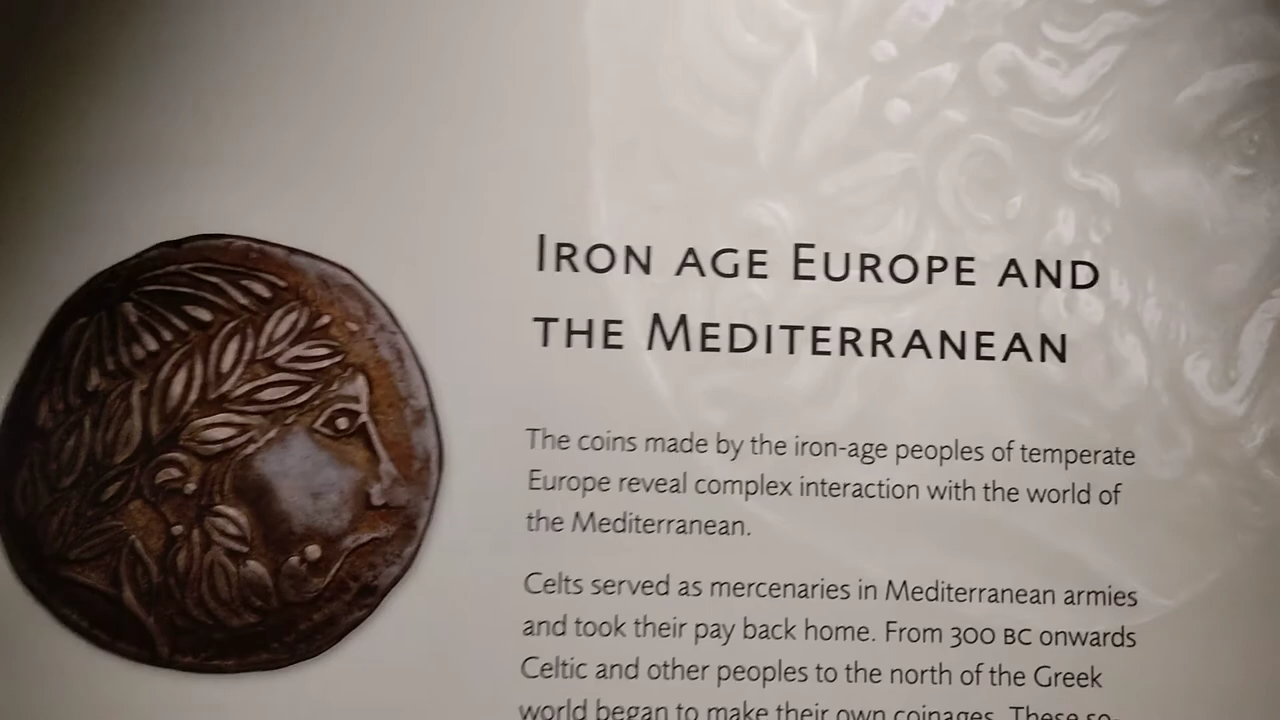 Iron age Europe and
the Mediterranean
The coins made by the iron-age peoples of temperate
Europe reveal complex interaction with the world of
the Mediterranean.
Celts served as mercenaries in Mediterranean armies
and took their pay back home. From 300 BC onwards
Celtic and other peoples to the north of the Greek
world began to make their own coinages. These so-